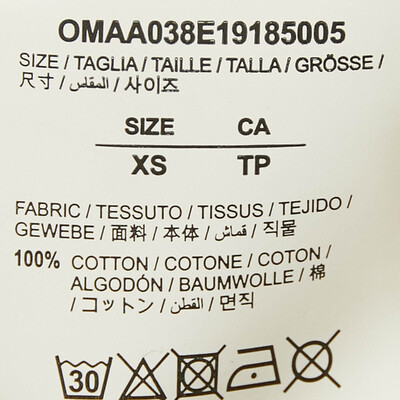 OMAA038E19185005
SIZE / TAGLIA / TAILLE / TALLA / GRÖSSE /
尺寸 / المقاس / 사이즈
SIZE CA
XS TP
FABRIC / TESSUTO / TISSUS / TEJIDO /
GEWEBE / 面料 / 本体 / قماش / 직물
100% COTTON / COTONE / COTON /
ALGODÓN / BAUMWOLLE / 棉
/ コットン / القطن / 면직
30